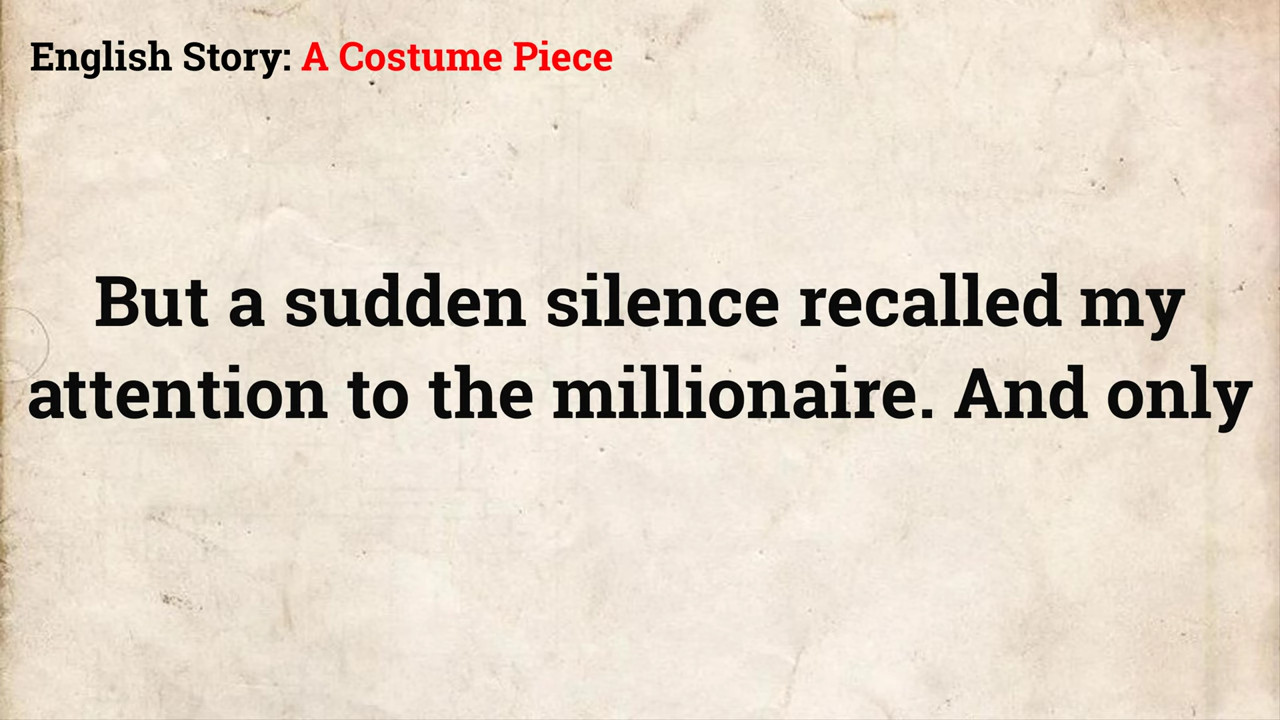 English Story: A Costume Piece
But a sudden silence recalled my
attention to the millionaire. And only